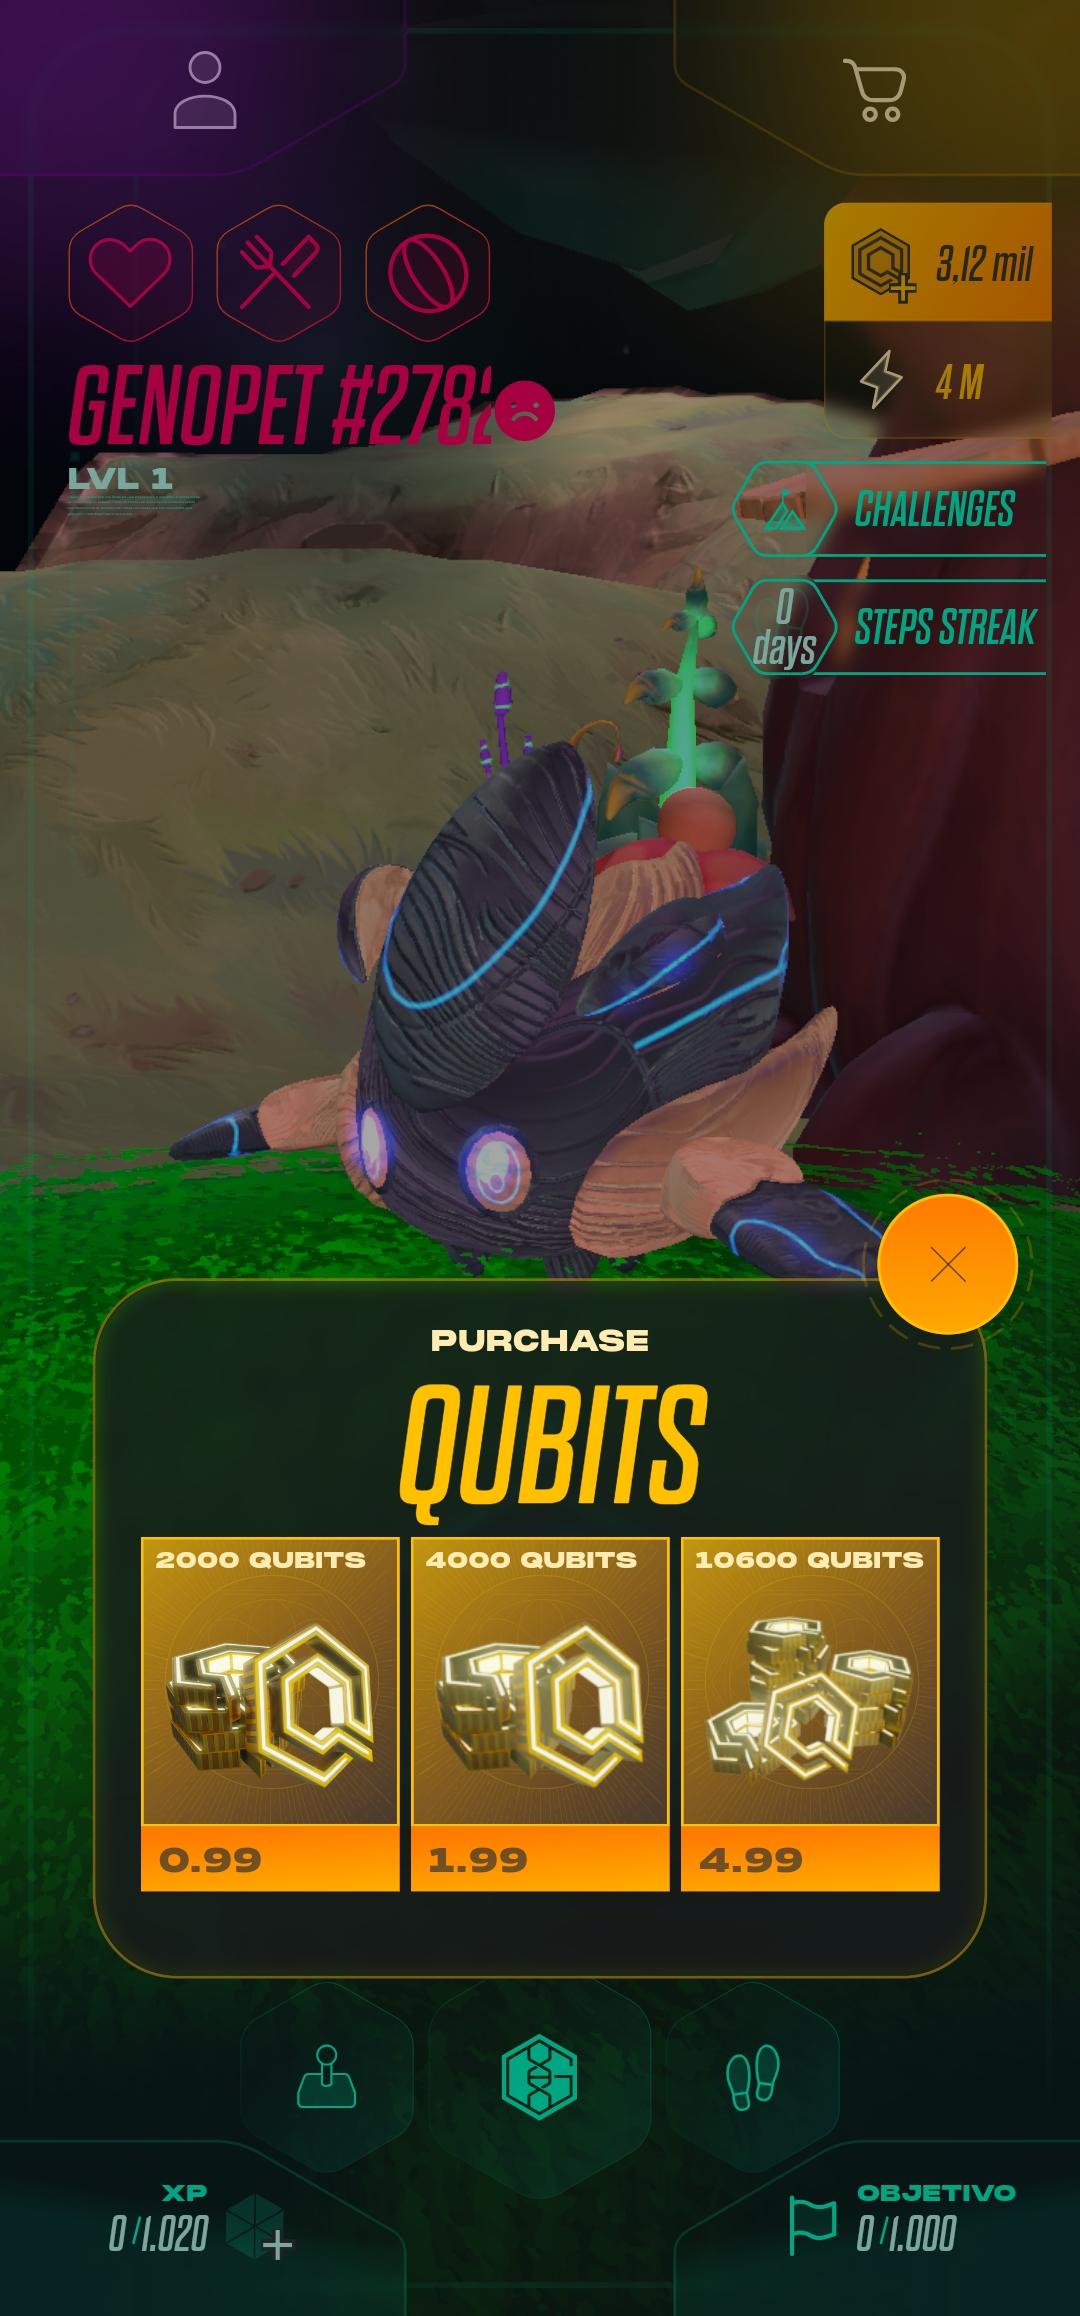 3,12 mil
4 M
GENOPET #278
LVL 1
CHALLENGES
0 days
STEPS STREAK
PURCHASE
QUBITS
2000 QUBITS
4000 QUBITS
10600 QUBITS
0.99
1.99
4.99
XP
0/1.020
OBJETIVO
0/1.000